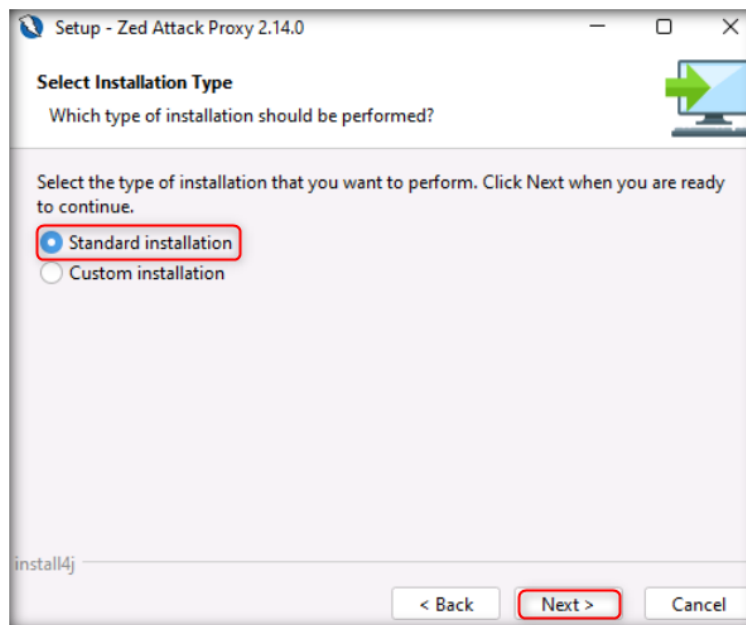 Setup - Zed Attack Proxy 2.14.0
Select Installation Type
Which type of installation should be performed?
Select the type of installation that you want to perform. Click Next when you are ready
to continue.
Standard installation
Custom installation
install4j
< Back
Next >
Cancel